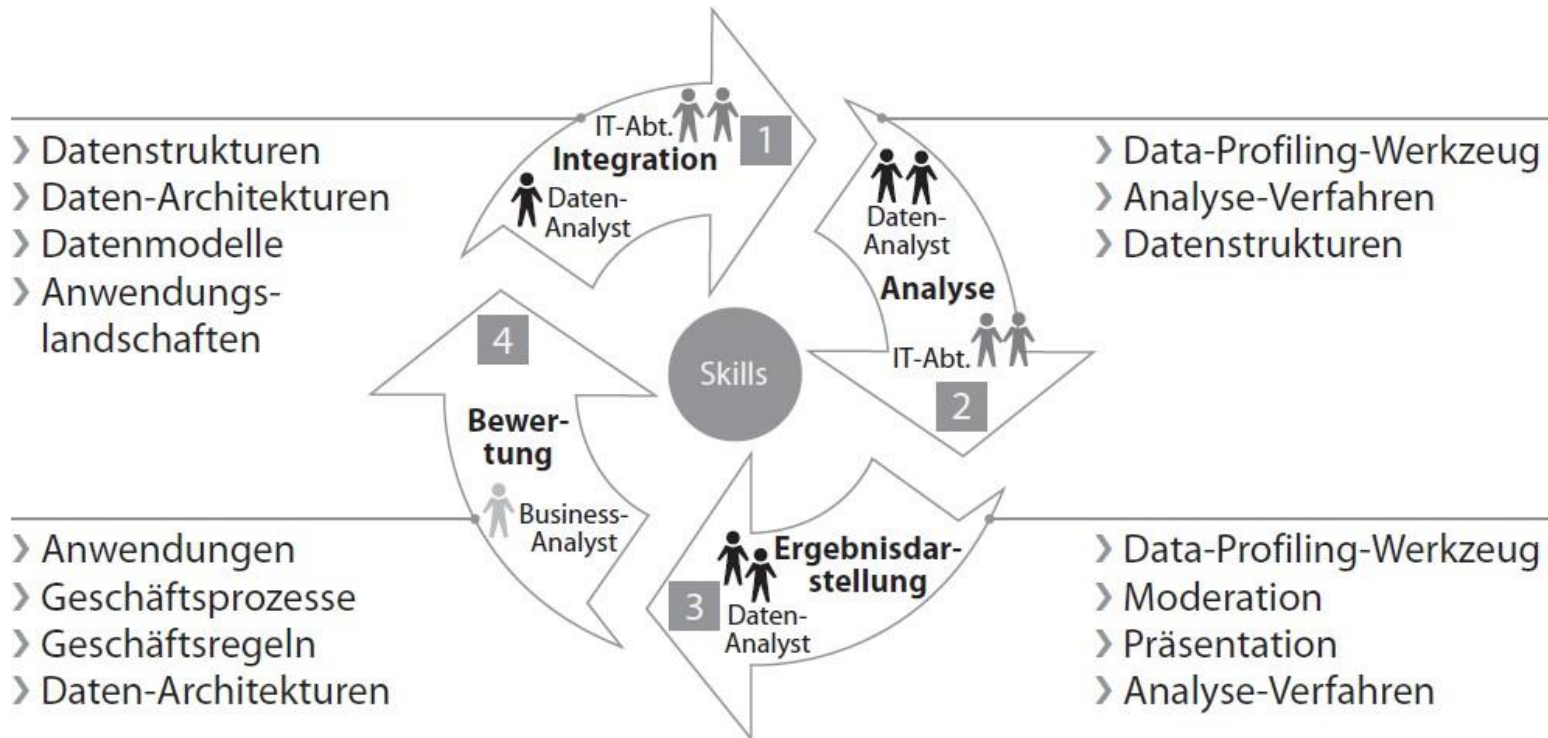 Datenstrukturen
Daten-Architekturen
Datenmodelle
Anwendungs-
landschaften
IT-Abt.
Integration
1
Daten-
Analyst
Daten-
Analyst
Analyse
IT-Abt.
2
Data-Profiling-Werkzeug
Analyse-Verfahren
Datenstrukturen
Skills
4
Bewer-
tung
Business-
Analyst
Ergebnisdar-
stellung
3
Daten-
Analyst
Anwendungen
Geschäftsprozesse
Geschäftsregeln
Daten-Architekturen
Data-Profiling-Werkzeug
Moderation
Präsentation
Analyse-Verfahren